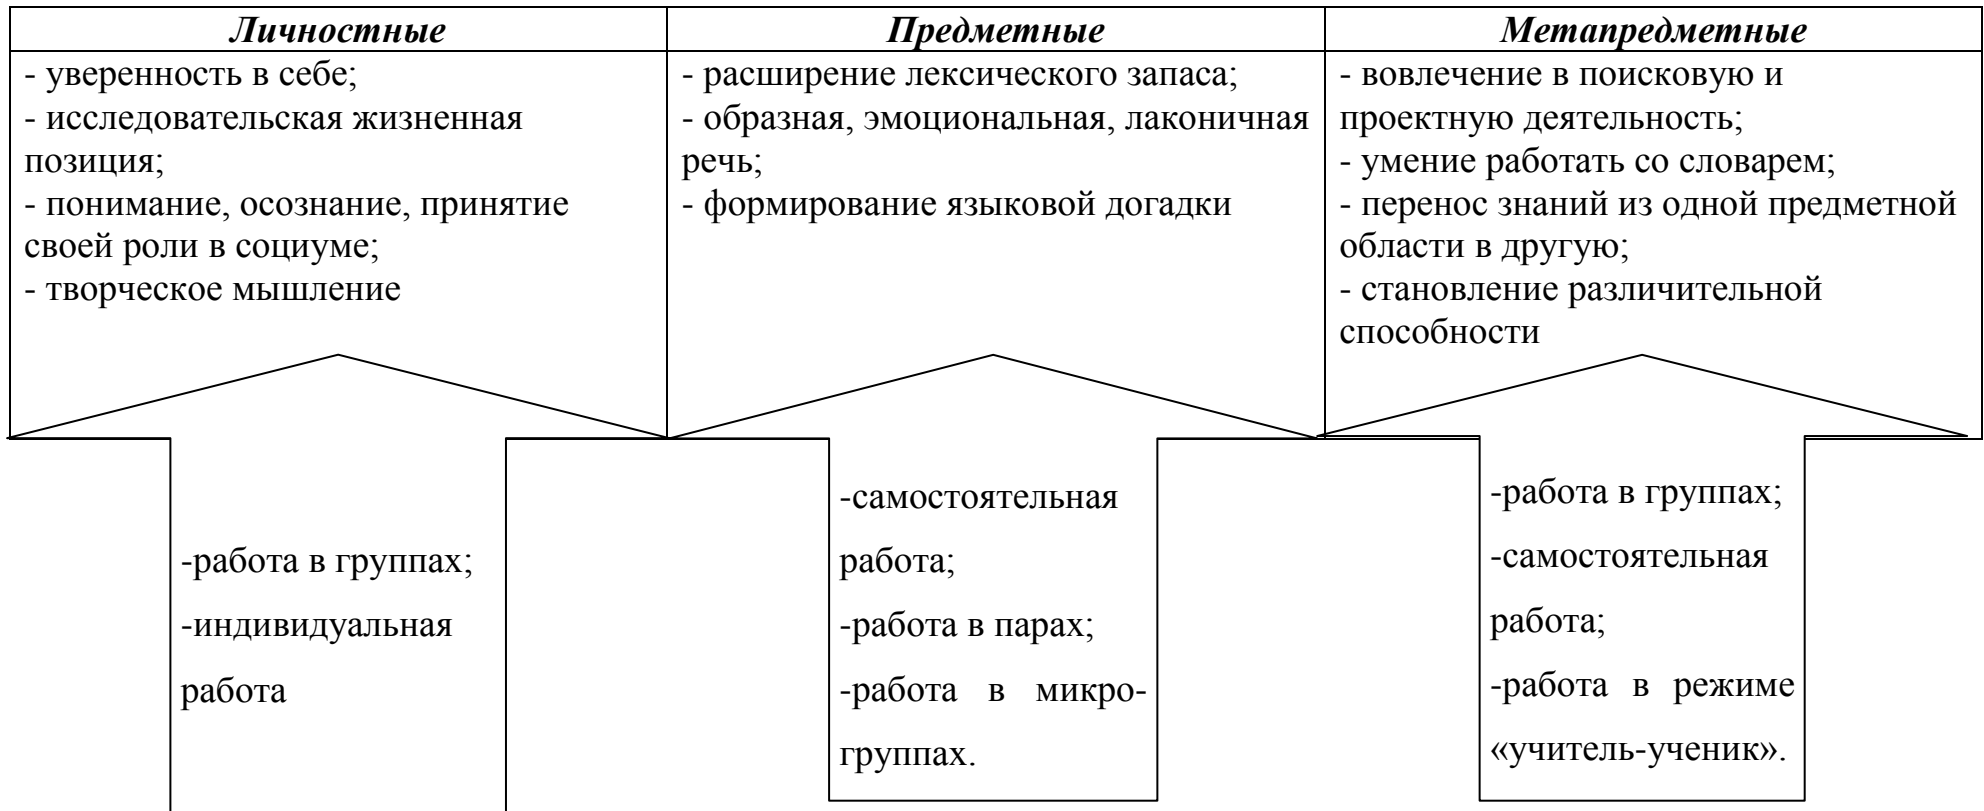 Личностные
Предметные
Метапредметные
- уверенность в себе;
- исследовательская жизненная
позиция;
- понимание, осознание, принятие
своей роли в социуме;
- творческое мышление
- расширение лексического запаса;
- образная, эмоциональная, лаконичная
речь;
- формирование языковой догадки
- вовлечение в поисковую и
проектную деятельность;
- умение работать со словарем;
- перенос знаний из одной предметной
области в другую;
- становление различительной
способности
-работа в группах;
-индивидуальная
работа
-самостоятельная
работа;
-работа в парах;
-работа в микро-
группах.
-работа в группах;
-самостоятельная
работа;
-работа в режиме
«учитель-ученик».